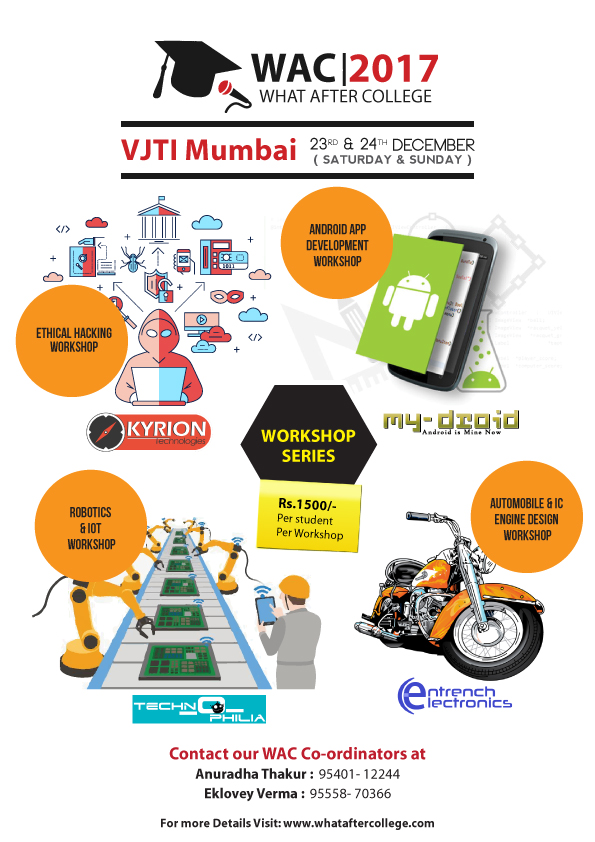 WAC|2017
WHAT AFTER COLLEGE
VJTI Mumbai
23RD & 24TH DECEMBER
( SATURDAY & SUNDAY )
ANDROID APP
DEVELOPMENT
WORKSHOP
</>
</>
1011
ETHICAL HACKING
WORKSHOP
KYRION
Technologies
my-droid
Android is Mine Now
WORKSHOP
SERIES
Rs.1500/-
Per student
Per Workshop
ROBOTICS
& IOT
WORKSHOP
AUTOMOBILE & IC
ENGINE DESIGN
WORKSHOP
TECHNO
PHILIA
entrench
electronics
Contact our WAC Co-ordinators at
Anuradha Thakur : 95401- 12244
Eklovey Verma : 95558- 70366
For more Details Visit: www.whataftercollege.com